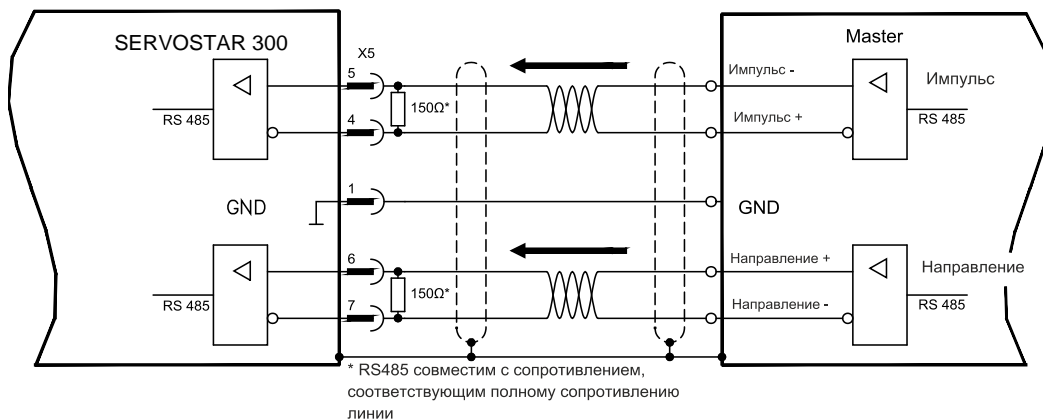 SERVOSTAR 300
X5
Master
5
Импульс -
Импульс
150Ω*
RS 485
4
Импульс +
RS 485
1
GND
GND
6
Направление +
Направление
150Ω*
RS 485
7
Направление -
RS 485
* RS485 совместим с сопротивлением,
соответствующим полному сопротивлению
линии